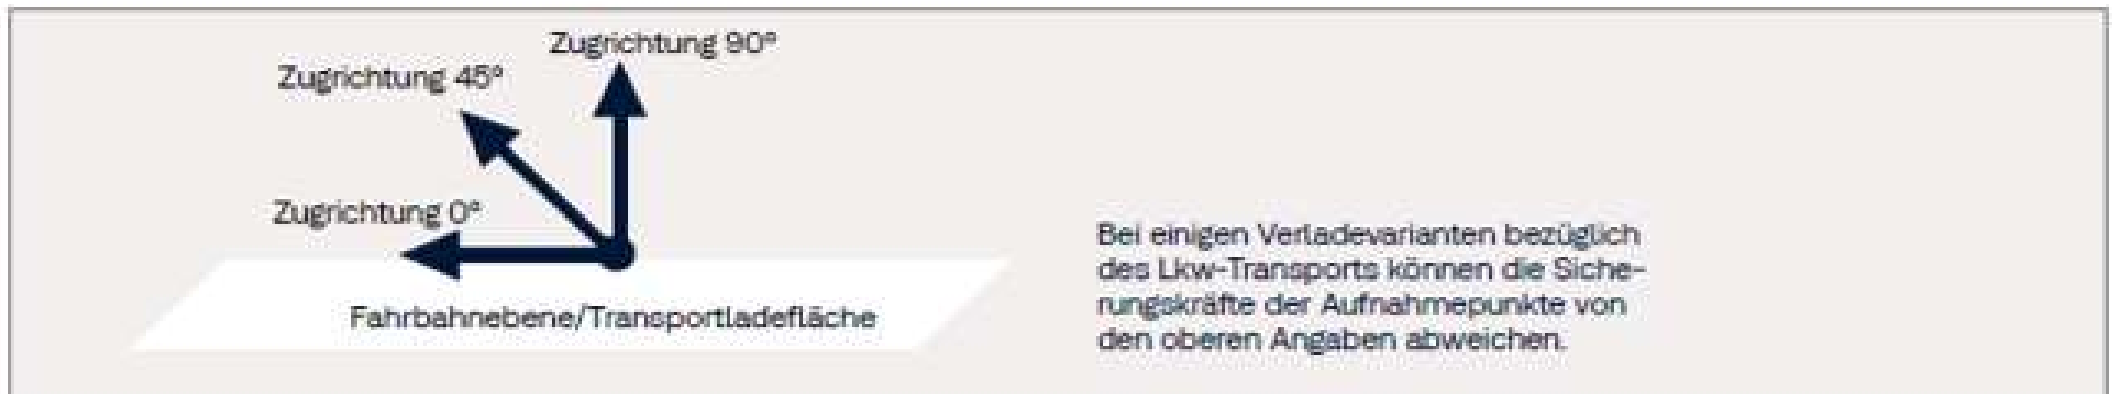 Zugrichtung 90°
Zugrichtung 45°
Zugrichtung 0°
Fahrbahnebene/Transportladefläche
Bei einigen Verladevarianten bezüglich
des Lkw-Transports können die Siche-
rungskräfte der Aufnahmepunkte von
den oberen Angaben abweichen.